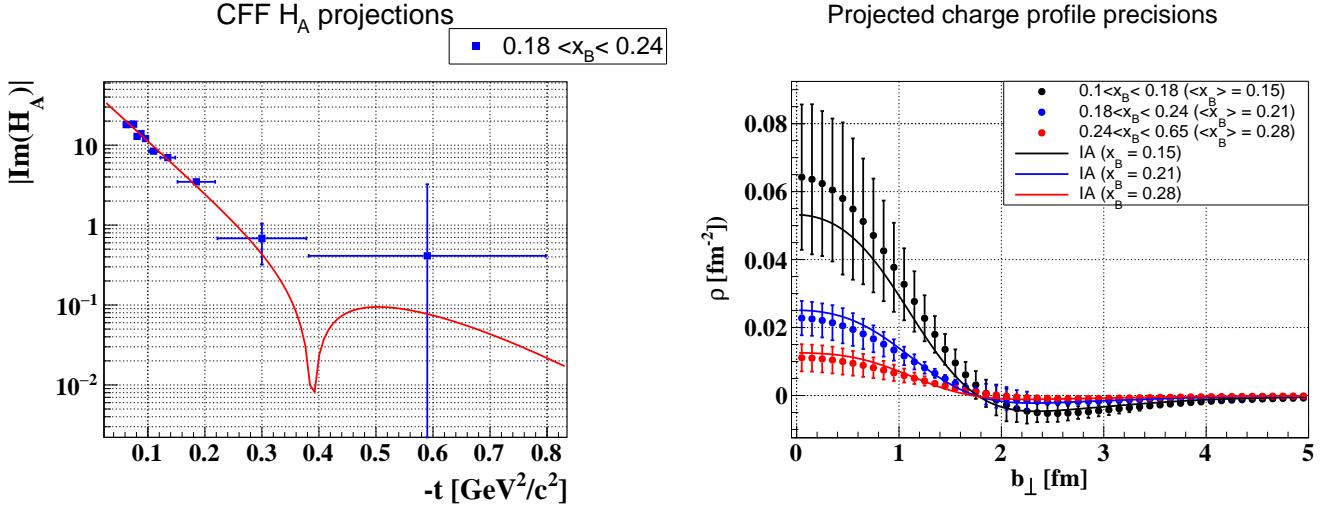 CFF H_A projections
0.18 <x_B< 0.24
|Im(H_A)|
10
1
10^-1
10^-2
0.1 0.2 0.3 0.4 0.5 0.6 0.7 0.8
-t [GeV^2/c^2]
Projected charge profile precisions
0.1<x_B< 0.18 (<x_B> = 0.15)
0.18<x_B< 0.24 (<x_B> = 0.21)
0.24<x_B< 0.65 (<x_B> = 0.28)
IA (x_B = 0.15)
IA (x_B = 0.21)
IA (x_B = 0.28)
ρ [fm^-2]
0.08
0.06
0.04
0.02
0
0 1 2 3 4 5
b_⊥ [fm]